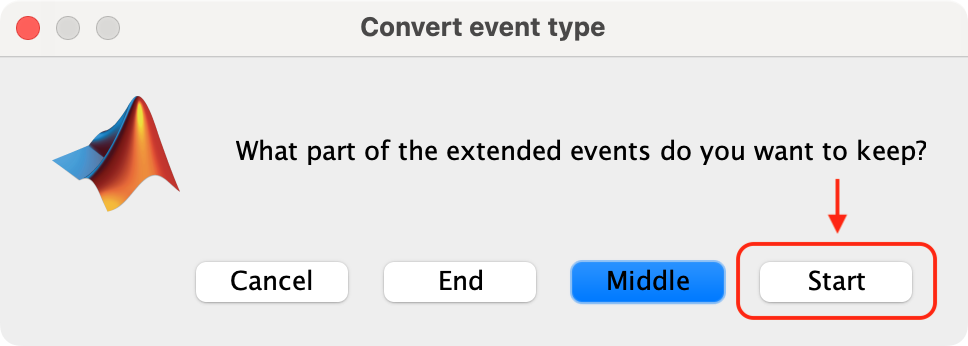 Convert event type
What part of the extended events do you want to keep?
Cancel
End
Middle
Start